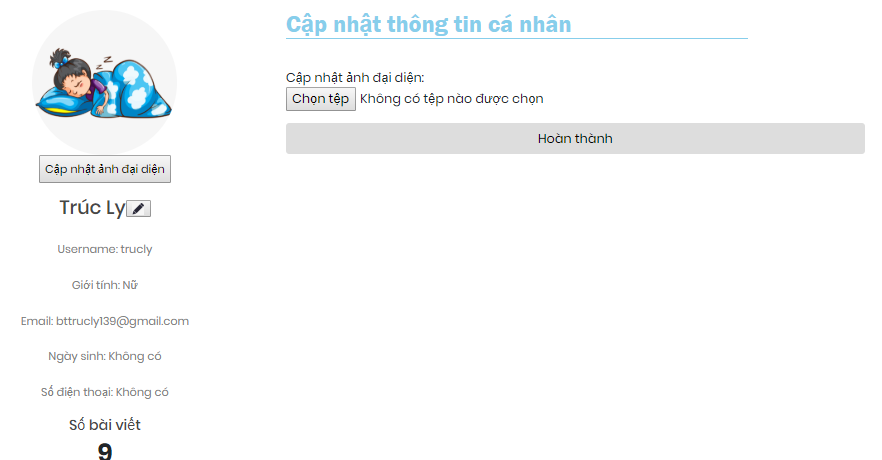 Cập nhật ảnh đại diện
Trúc Ly
Username: trucly
Giới tính: Nữ
Email: bttrucly139@gmail.com
Ngày sinh: Không có
Số điện thoại: Không có
Số bài viết
9
Cập nhật thông tin cá nhân
Cập nhật ảnh đại diện:
Chọn tệp Không có tệp nào được chọn
Hoàn thành